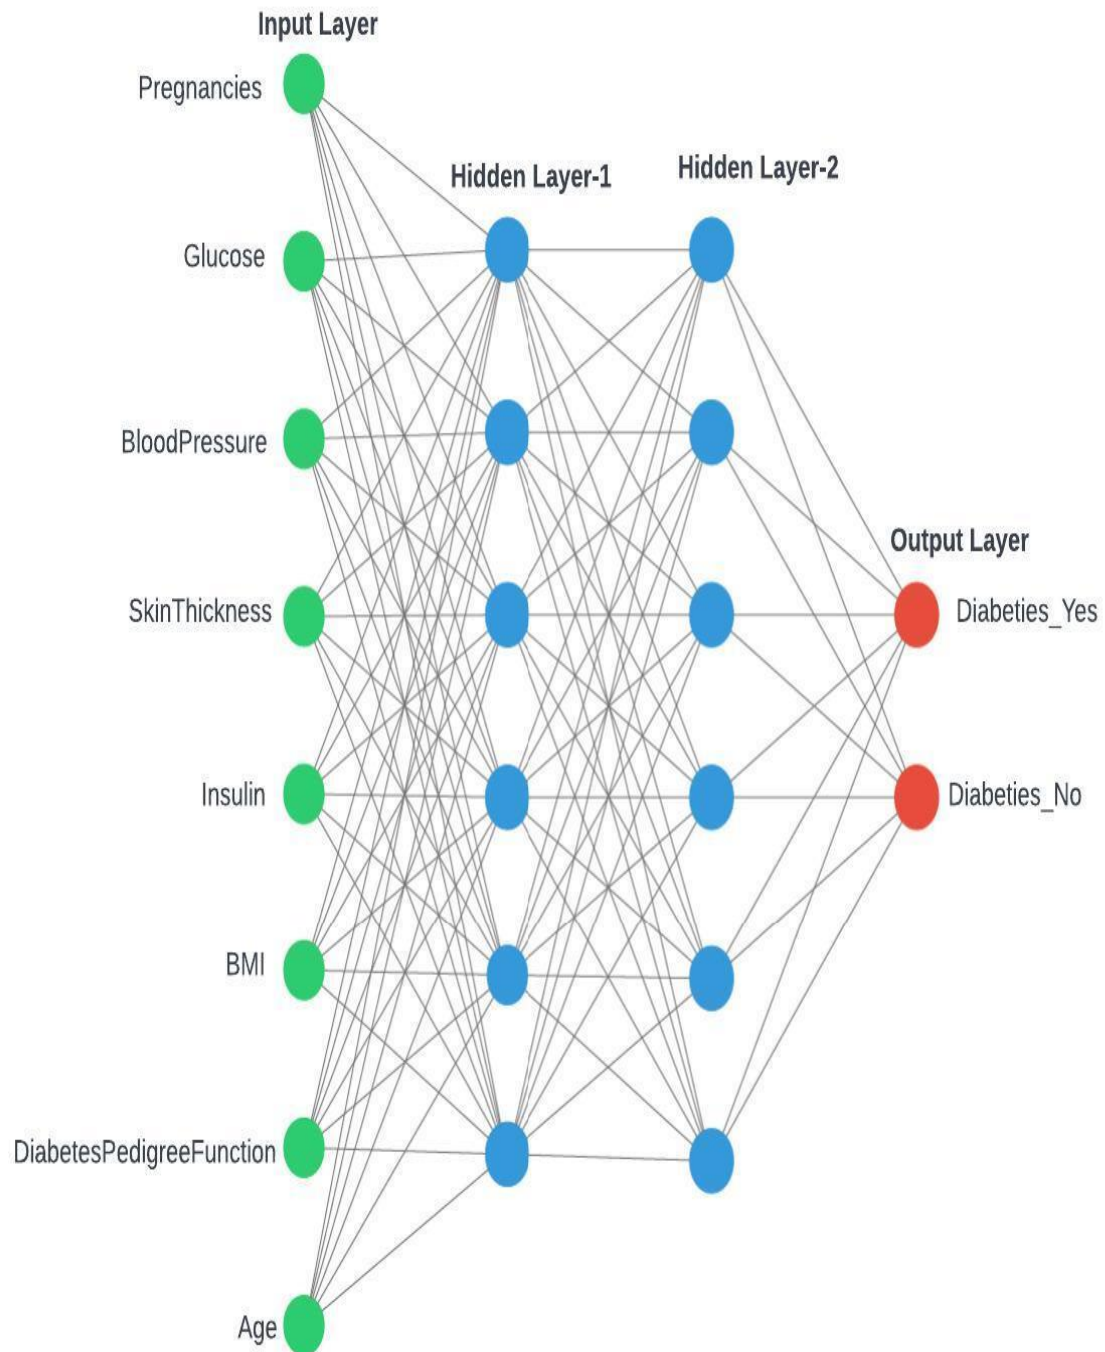 Input Layer
Pregnancies
Hidden Layer-1
Hidden Layer-2
Glucose
BloodPressure
Output Layer
SkinThickness
Diabeties_Yes
Insulin
Diabeties_No
BMI
DiabetesPedigreeFunction
Age